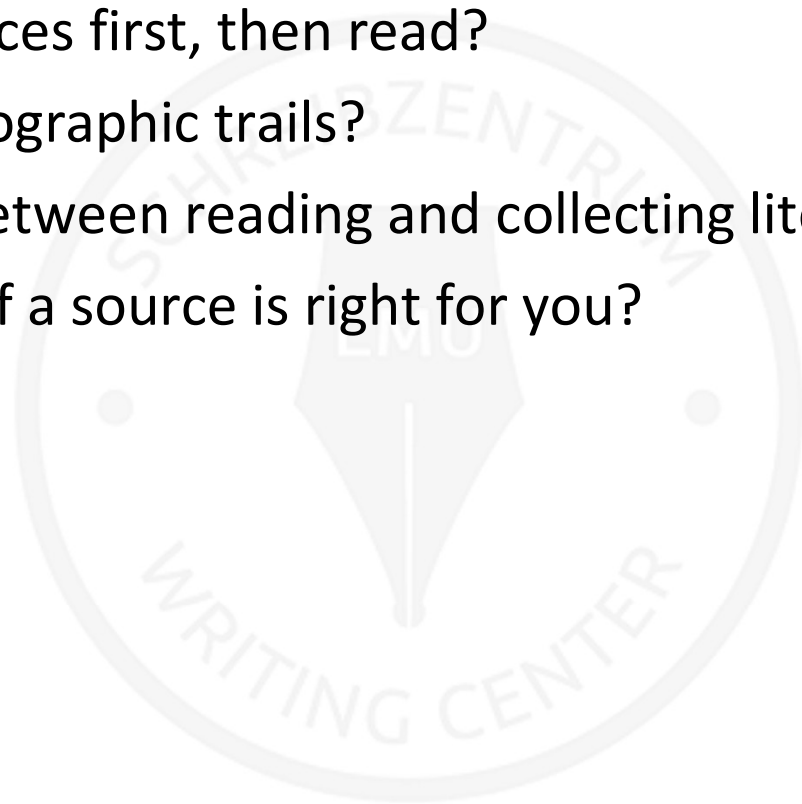 ces first, then read?
ographic trails?
etween reading and collecting lite
f a source is right for you?
SCHREIBZENTRUM
LMU
WRITING CENTER